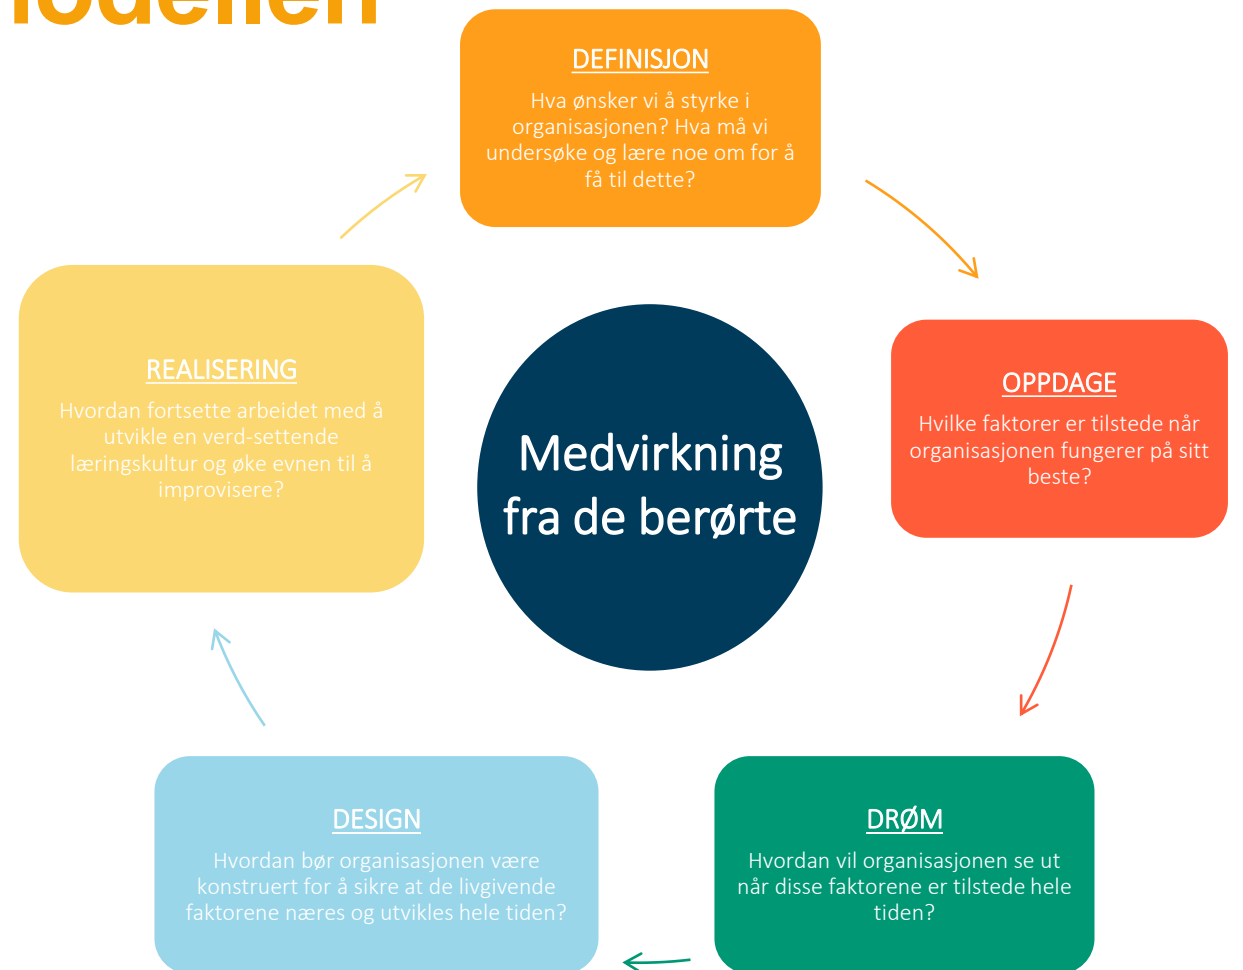 DEFINISJON
Hva ønsker vi å styrke i
organisasjonen? Hva må vi
undersøke og lære noe om for å
få til dette?
OPPDAGE
Hvilke faktorer er tilstede når
organisasjonen fungerer på sitt
beste?
DRØM
Hvordan vil organisasjonen se ut
når disse faktorene er tilstede hele
tiden?
DESIGN
Hvordan bør organisasjonen være
konstruert for å sikre at de livgivende
faktorene næres og utvikles hele tiden?
REALISERING
Hvordan fortsette arbeidet med å
utvikle en verd-settende
læringskultur og øke evnen til å
improvisere?
Medvirkning
fra de berørte